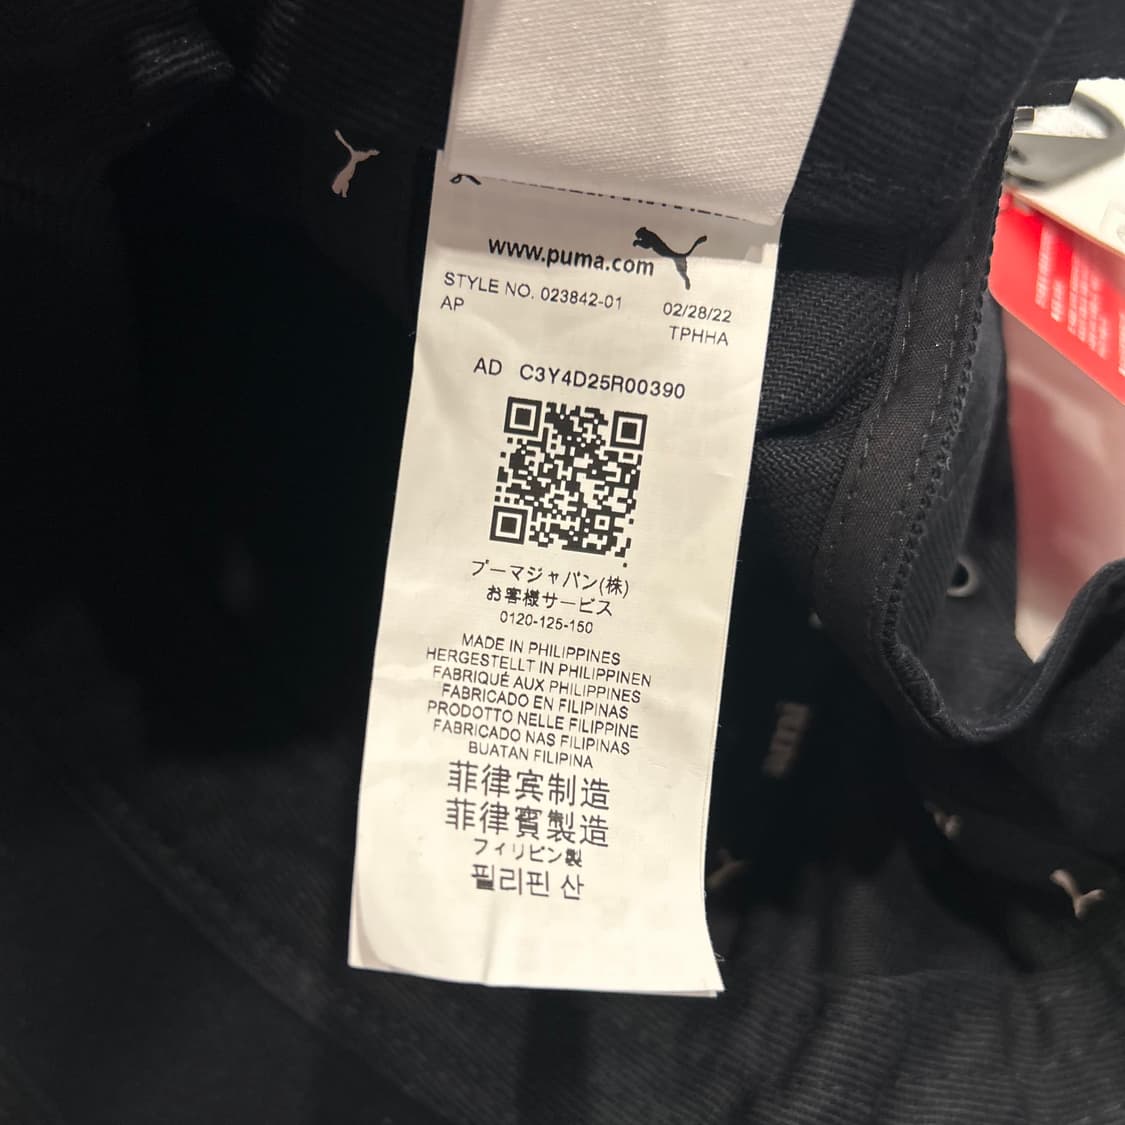 www.puma.com
STYLE NO. 023842-01 02/28/22
AP TPHHA
AD C3Y4D25R00390
プーマジャパン(株)
お客様サービス
0120-125-150
MADE IN PHILIPPINES
HERGESTELLT IN PHILIPPINEN
FABRIQUÉ AUX PHILIPPINES
FABRICADO EN FILIPINAS
PRODOTTO NELLE FILIPPINE
FABRICADO NAS FILIPINAS
BUATAN FILIPINA
菲律宾制造
菲律賓製造
フィリピン製
필리핀 산